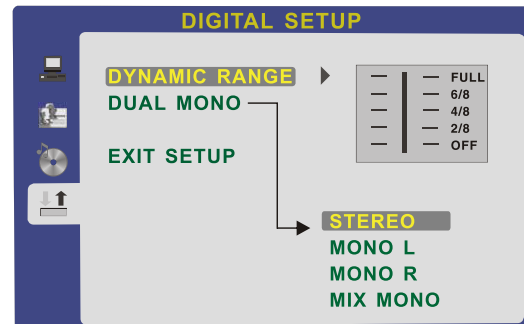 DIGITAL SETUP
DYNAMIC RANGE
DUAL MONO
EXIT SETUP
FULL
6/8
4/8
2/8
OFF
STEREO
MONO L
MONO R
MIX MONO